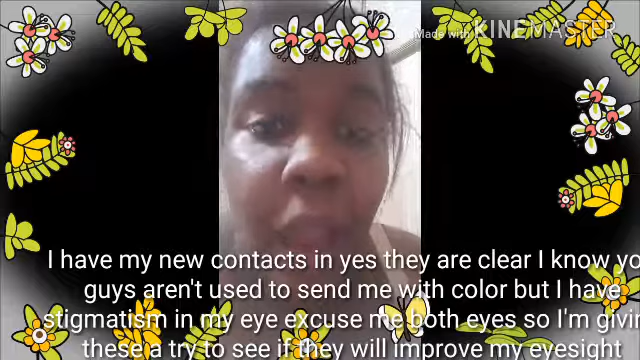 Made with KINEMASTER
I have my new contacts in yes they are clear I know yo
guys aren't used to send me with color but I have
stigmatism in my eye excuse me both eyes so I'm givin
these a try to see if they will improve my eyesight